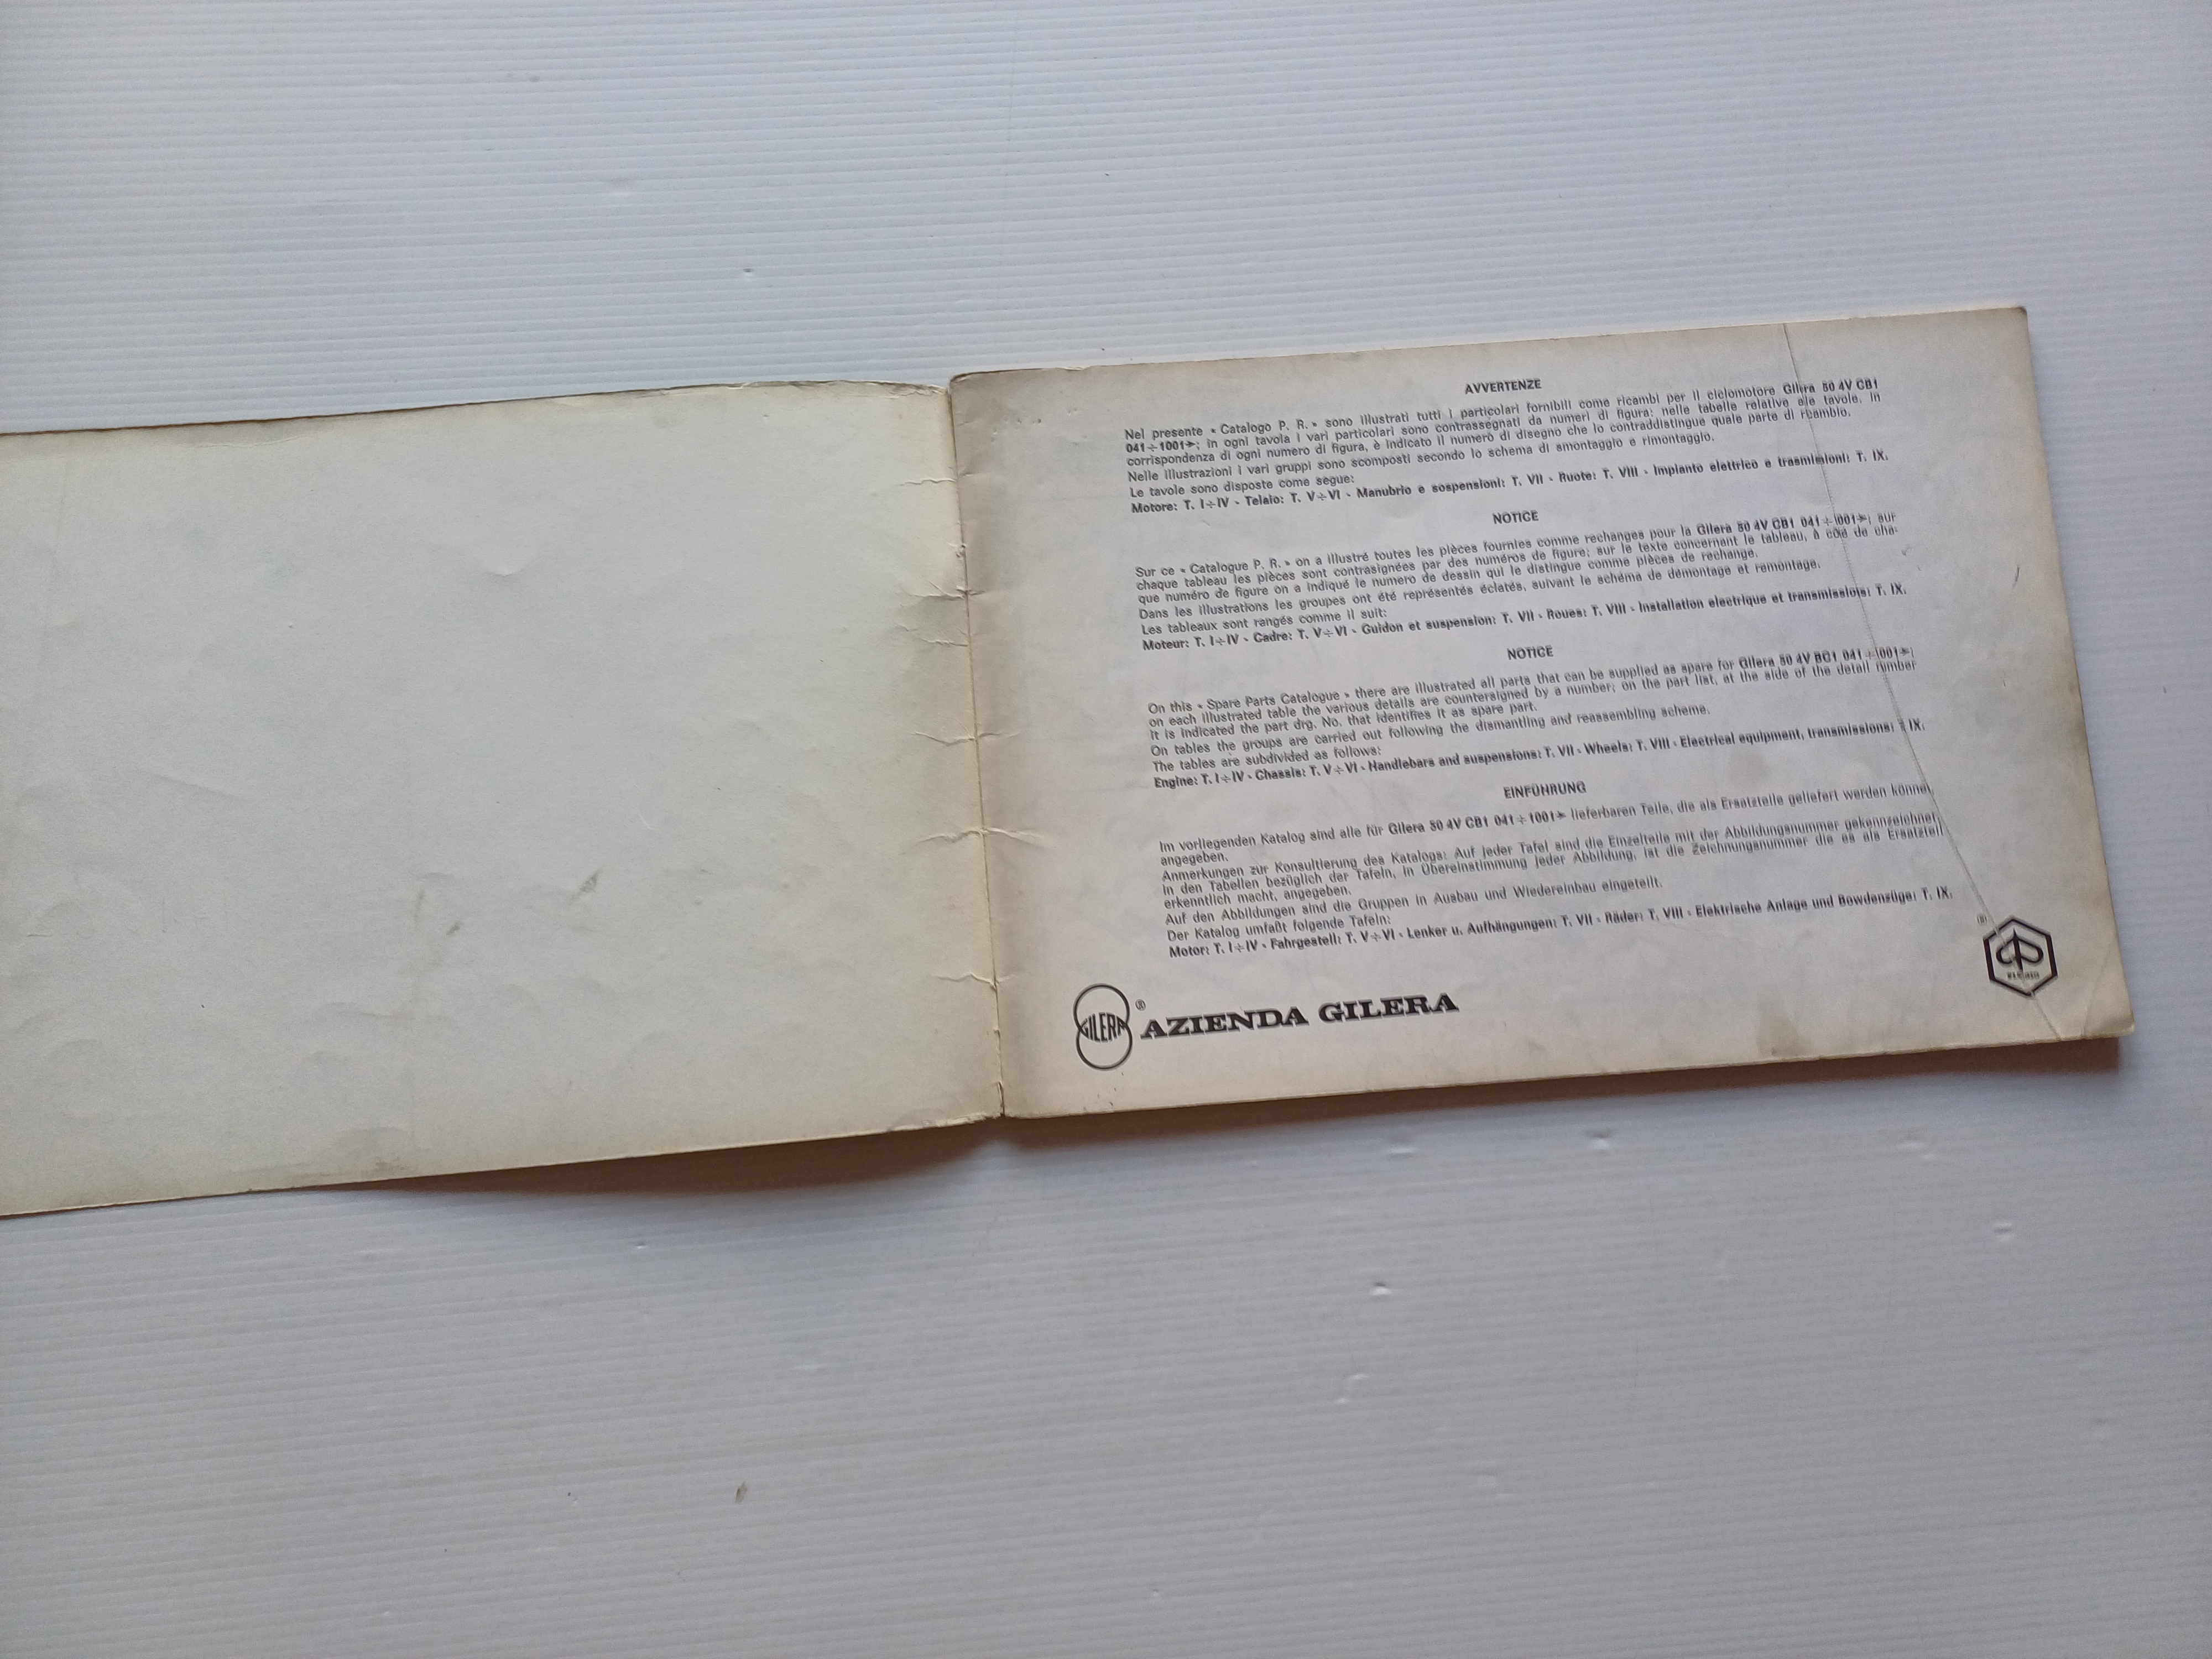 AVVERTENZE
Nel presente « Catalogo P. R. » sono illustrati tutti i particolari fornibili come ricambi per il ciclomotore Gilera 50 4V CB1
041÷1001➛; in ogni tavola i vari particolari sono contrassegnati da numeri di figura; nelle tabelle relative alle tavole, in
corrispondenza di ogni numero di figura, è indicato il numero di disegno che lo contraddistingue quale parte di ricambio.
Nelle illustrazioni i vari gruppi sono scomposti secondo lo schema di smontaggio e rimontaggio.
Le tavole sono disposte come segue:
Motore: T. I÷IV - Telaio: T. V÷VI - Manubrio e sospensioni: T. VII - Ruote: T. VIII - Impianto elettrico e trasmissioni: T. IX.
NOTICE
Sur ce « Catalogue P. R. » on a illustré toutes les pièces fournies comme rechanges pour la Gilera 50 4V CB1 041÷1001➛; sur
chaque tableau les pièces sont contrasignées par des numéros de figure; sur le texte concernant le tableau, à côté de cha-
que numéro de figure on a indiqué le numero de dessin qui le distingue comme pièces de rechange.
Dans les illustrations les groupes ont été représentés éclatés, suivant le schéma de démontage et remontage.
Les tableaux sont rangés comme il suit:
Moteur: T. I÷IV - Cadre: T. V÷VI - Guidon et suspension: T. VII - Roues: T. VIII - Installation électrique et transmissions: T. IX.
NOTICE
On this « Spare Parts Catalogue » there are illustrated all parts that can be supplied as spare for Gilera 50 4V BC1 041÷1001➛;
on each illustrated table the various details are countersigned by a number; on the part list, at the side of the detail number
it is indicated the part drg. No. that identifies it as spare part.
On tables the groups are carried out following the dismantling and reassembling scheme.
The tables are subdivided as follows:
Engine: T. I÷IV - Chassis: T. V÷VI - Handlebars and suspensions: T. VII - Wheels: T. VIII - Electrical equipment, transmissions: T. IX.
EINFÜHRUNG
Im vorliegenden Katalog sind alle für Gilera 50 4V CB1 041÷1001➛ lieferbaren Teile, die als Ersatzteile geliefert werden können,
angegeben.
Anmerkungen zur Konsultierung des Katalogs: Auf jeder Tafel sind die Einzelteile mit der Abbildungsnummer gekennzeichnet;
in den Tabellen bezüglich der Tafeln, in Übereinstimmung jeder Abbildung, ist die Zeichnungsnummer die es als Ersatzteil
erkenntlich macht, angegeben.
Auf den Abbildungen sind die Gruppen in Ausbau und Wiedereinbau eingeteilt.
Der Katalog umfaßt folgende Tafeln:
Motor: T. I÷IV - Fahrgestell: T. V÷VI - Lenker u. Aufhängungen: T. VII - Räder: T. VIII - Elektrische Anlage und Bowdenzüge: T. IX.
GILERA ® AZIENDA GILERA
® PIAGGIO